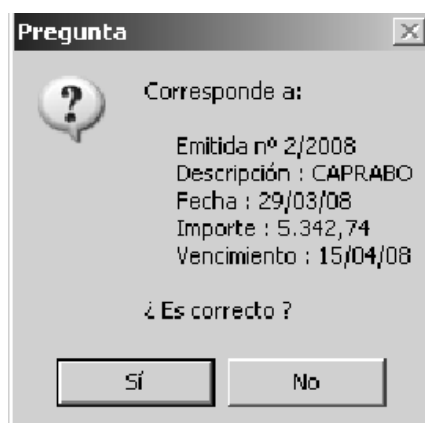 Pregunta
Corresponde a:
Emitida nº 2/2008
Descripción : CAPRABO
Fecha : 29/03/08
Importe : 5.342,74
Vencimiento : 15/04/08
¿ Es correcto ?
Sí
No